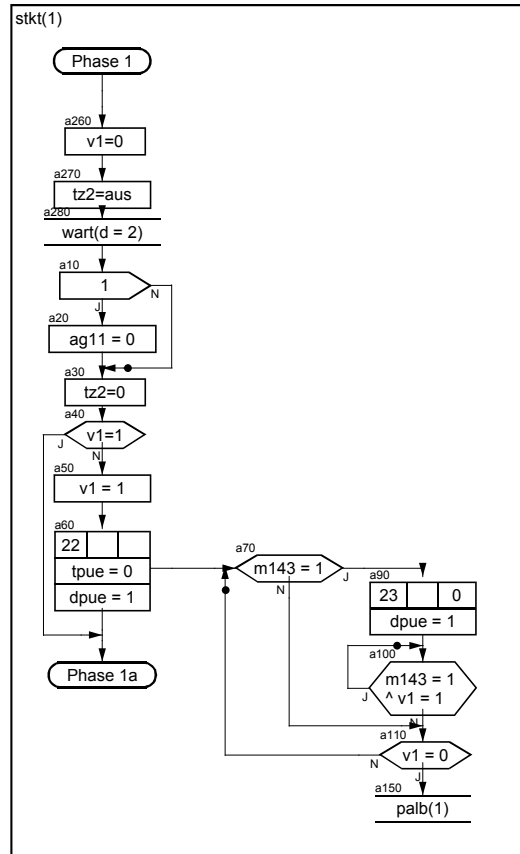 stkt(1)
Phase 1
a260
v1=0
a270
tz2=aus
a280
wart(d = 2)
a10
1
N
J
a20
ag11 = 0
a30
tz2=0
a40
v1=1
J
N
a50
v1 = 1
a60
22
tpue = 0
dpue = 1
Phase 1a
a70
m143 = 1
J
N
a90
23 0
dpue = 1
a100
m143 = 1
^ v1 = 1
J
N
a110
v1 = 0
N
J
a150
palb(1)